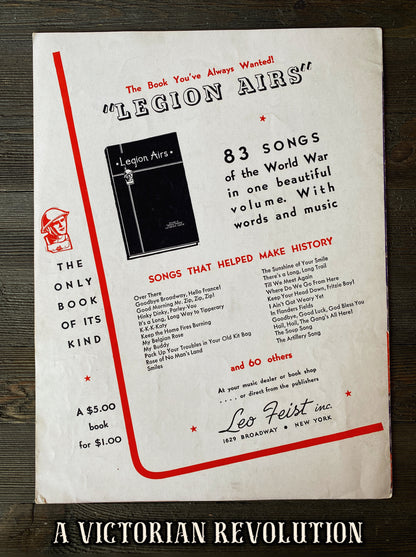 The Book You've Always Wanted!
"LEGION AIRS"
Legion Airs
83 SONGS
of the World War
in one beautiful
volume. With
words and music
THE
ONLY
BOOK
OF ITS
KIND
A $5.00
book
for $1.00
SONGS THAT HELPED MAKE HISTORY
Over There
Goodbye Broadway, Hello France!
Good Morning Mr. Zip, Zip, Zip!
Hinky Dinky, Parley-Vou
It's a Long, Long Way to Tipperary
K-K-K-Katy
Keep the Home Fires Burning
My Belgian Rose
My Buddy
Pack Up Your Troubles in Your Old Kit Bag
Rose of No Man's Land
Smiles
The Sunshine of Your Smile
There's a Long, Long Trail
Till We Meet Again
Where Do We Go From Here
Keep Your Head Down, Fritzie Boy!
I Ain't Got Weary Yet
In Flanders Fields
Goodbye, Good Luck, God Bless You
Hail, Hail, The Gang's All Here!
The Soup Song
The Artillery Song
and 60 others
At your music dealer or book shop
. . . . or direct from the publishers
Leo Feist inc.
1629 BROADWAY • NEW YORK
A VICTORIAN REVOLUTION